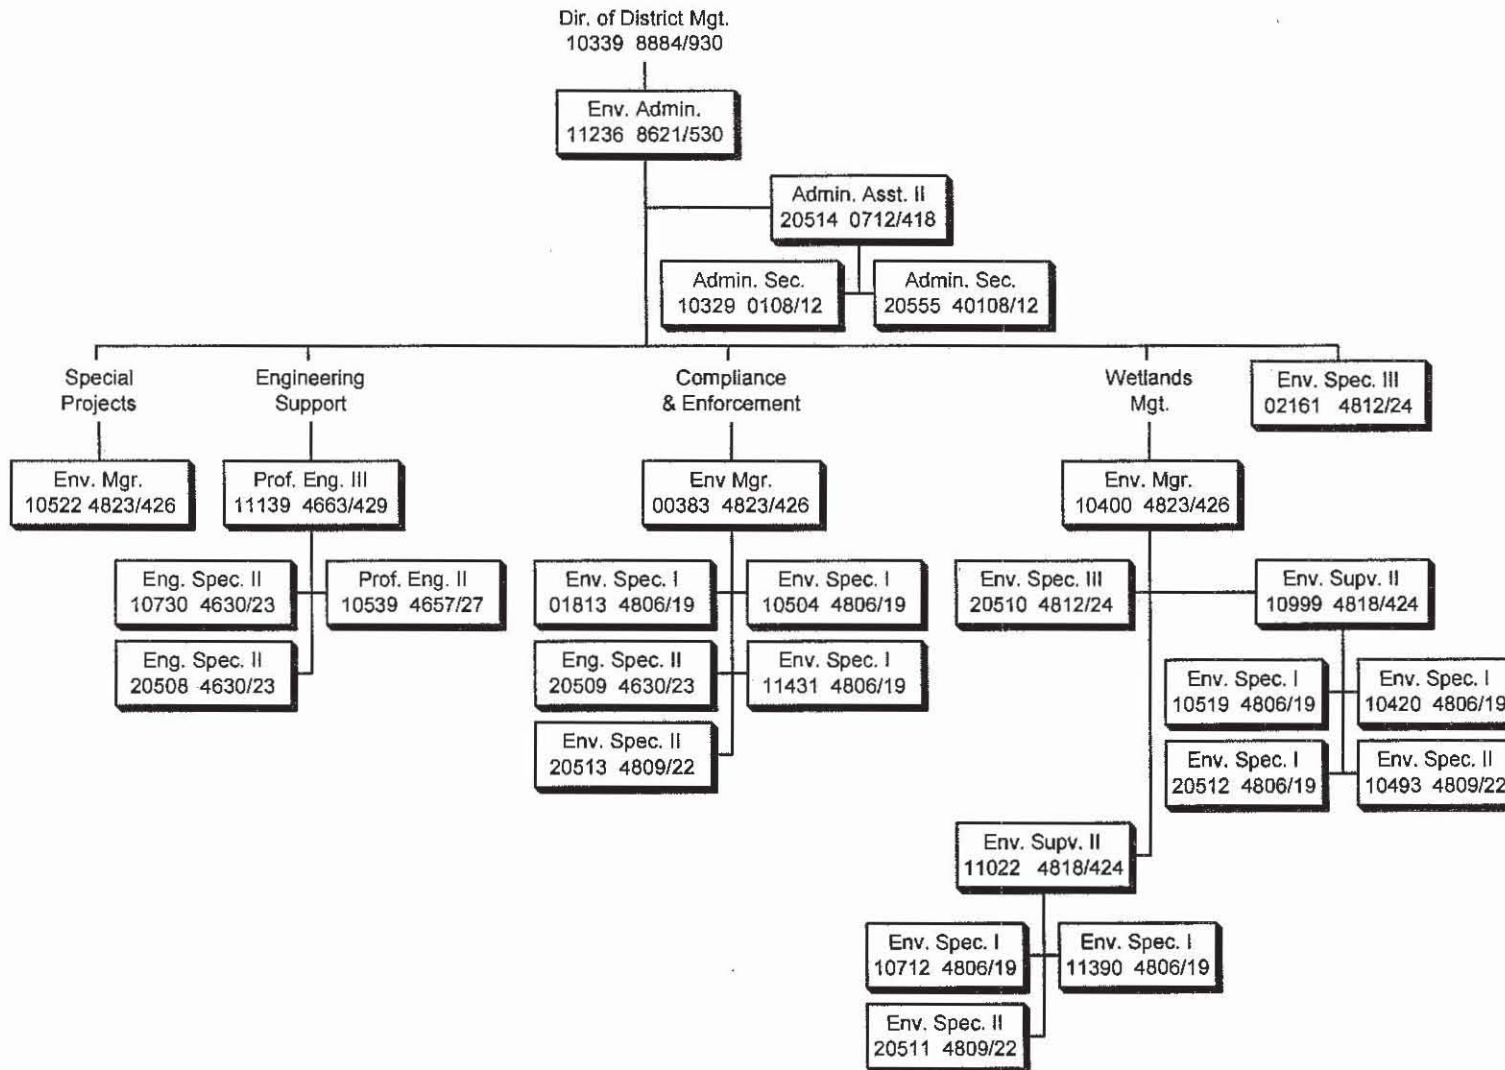 Dir. of District Mgt.
10339 8884/930
Env. Admin.
11236 8621/530
Admin. Asst. II
20514 0712/418
Admin. Sec.
10329 0108/12
Admin. Sec.
20555 40108/12
Special
Projects
Engineering
Support
Compliance
& Enforcement
Wetlands
Mgt.
Env. Spec. III
02161 4812/24
Env. Mgr.
10522 4823/426
Prof. Eng. III
11139 4663/429
Env Mgr.
00383 4823/426
Env. Mgr.
10400 4823/426
Eng. Spec. II
10730 4630/23
Prof. Eng. II
10539 4657/27
Env. Spec. I
01813 4806/19
Env. Spec. I
10504 4806/19
Env. Spec. III
20510 4812/24
Env. Supv. II
10999 4818/424
Eng. Spec. II
20508 4630/23
Eng. Spec. II
20509 4630/23
Env. Spec. I
11431 4806/19
Env. Spec. I
10519 4806/19
Env. Spec. I
10420 4806/19
Env. Spec. II
20513 4809/22
Env. Spec. I
20512 4806/19
Env. Spec. II
10493 4809/22
Env. Supv. II
11022 4818/424
Env. Spec. I
10712 4806/19
Env. Spec. I
11390 4806/19
Env. Spec. II
20511 4809/22